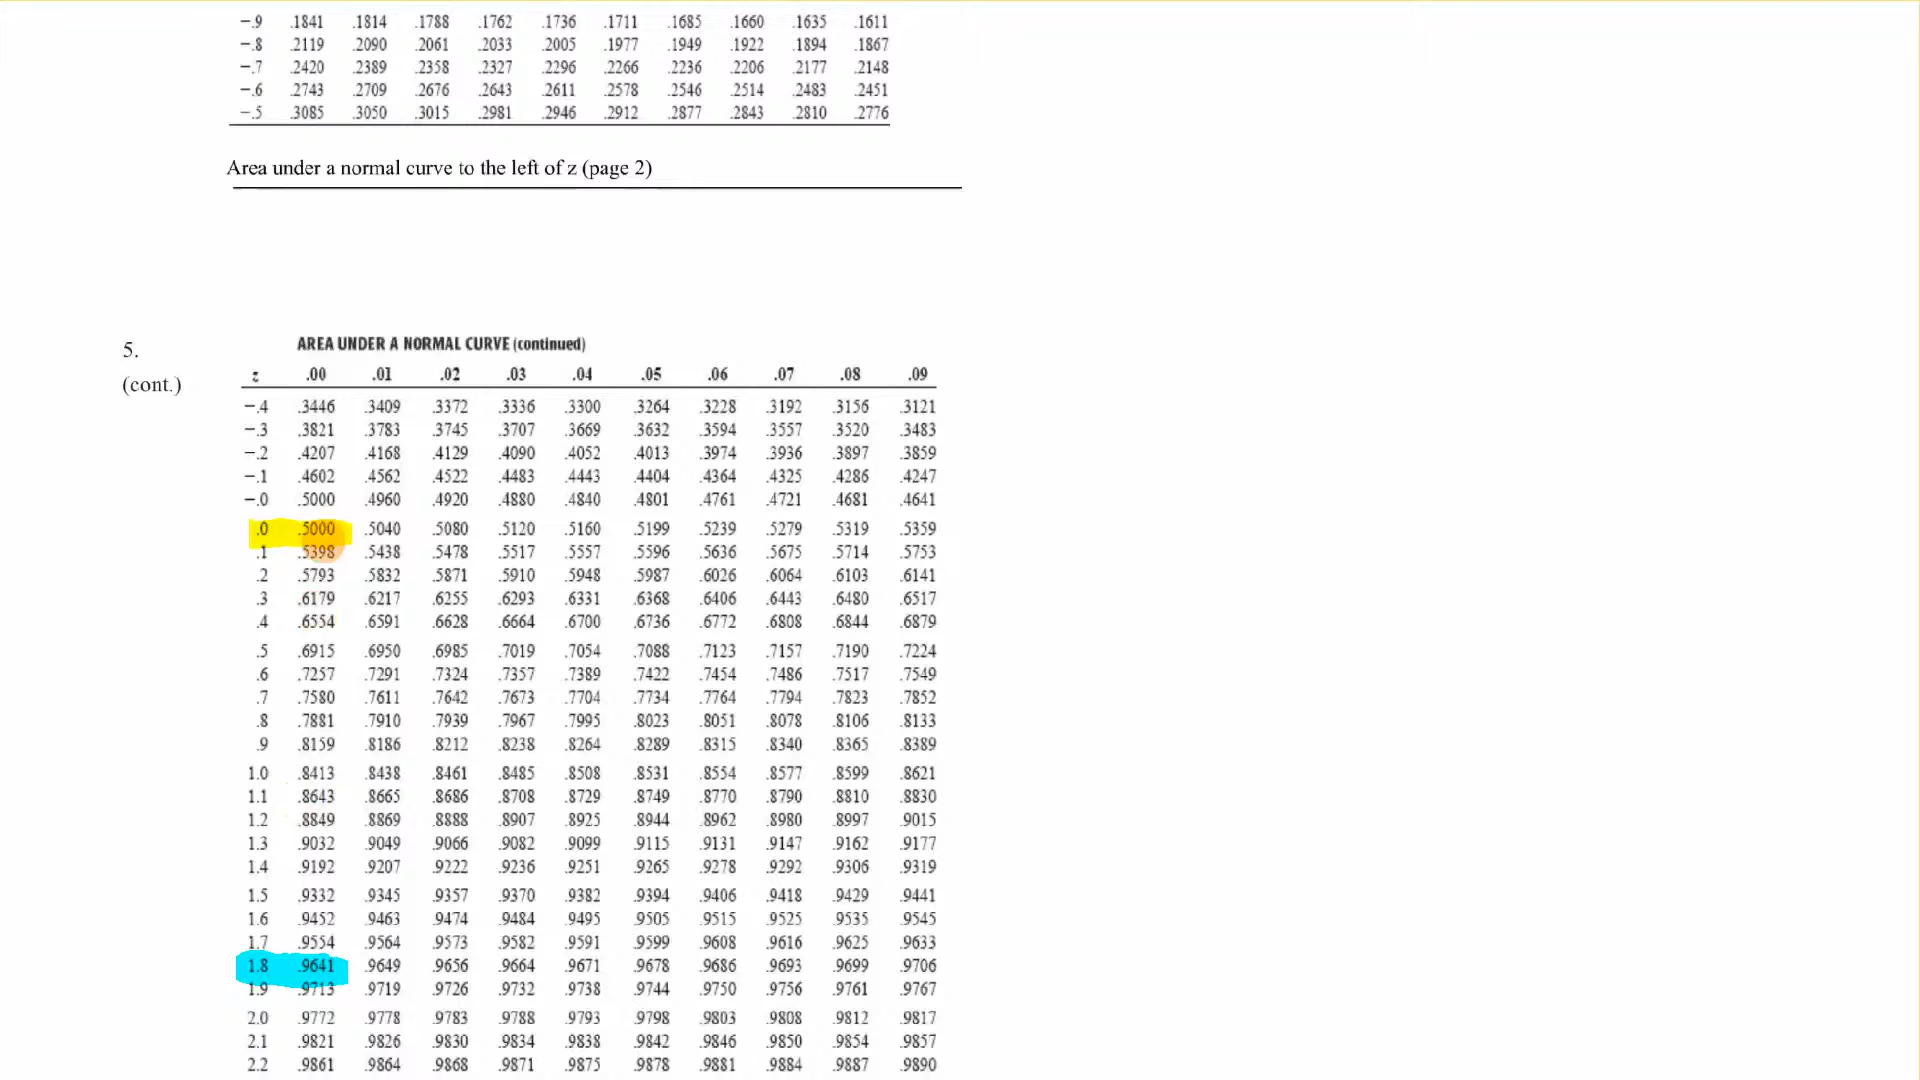 −.9 .1841 .1814 .1788 .1762 .1736 .1711 .1685 .1660 .1635 .1611
−.8 .2119 .2090 .2061 .2033 .2005 .1977 .1949 .1922 .1894 .1867
−.7 .2420 .2389 .2358 .2327 .2296 .2266 .2236 .2206 .2177 .2148
−.6 .2743 .2709 .2676 .2643 .2611 .2578 .2546 .2514 .2483 .2451
−.5 .3085 .3050 .3015 .2981 .2946 .2912 .2877 .2843 .2810 .2776
Area under a normal curve to the left of z (page 2)
5.
(cont.)
AREA UNDER A NORMAL CURVE (continued)
z .00 .01 .02 .03 .04 .05 .06 .07 .08 .09
−.4 .3446 .3409 .3372 .3336 .3300 .3264 .3228 .3192 .3156 .3121
−.3 .3821 .3783 .3745 .3707 .3669 .3632 .3594 .3557 .3520 .3483
−.2 .4207 .4168 .4129 .4090 .4052 .4013 .3974 .3936 .3897 .3859
−.1 .4602 .4562 .4522 .4483 .4443 .4404 .4364 .4325 .4286 .4247
−.0 .5000 .4960 .4920 .4880 .4840 .4801 .4761 .4721 .4681 .4641
.0 .5000 .5040 .5080 .5120 .5160 .5199 .5239 .5279 .5319 .5359
.1 .5398 .5438 .5478 .5517 .5557 .5596 .5636 .5675 .5714 .5753
.2 .5793 .5832 .5871 .5910 .5948 .5987 .6026 .6064 .6103 .6141
.3 .6179 .6217 .6255 .6293 .6331 .6368 .6406 .6443 .6480 .6517
.4 .6554 .6591 .6628 .6664 .6700 .6736 .6772 .6808 .6844 .6879
.5 .6915 .6950 .6985 .7019 .7054 .7088 .7123 .7157 .7190 .7224
.6 .7257 .7291 .7324 .7357 .7389 .7422 .7454 .7486 .7517 .7549
.7 .7580 .7611 .7642 .7673 .7704 .7734 .7764 .7794 .7823 .7852
.8 .7881 .7910 .7939 .7967 .7995 .8023 .8051 .8078 .8106 .8133
.9 .8159 .8186 .8212 .8238 .8264 .8289 .8315 .8340 .8365 .8389
1.0 .8413 .8438 .8461 .8485 .8508 .8531 .8554 .8577 .8599 .8621
1.1 .8643 .8665 .8686 .8708 .8729 .8749 .8770 .8790 .8810 .8830
1.2 .8849 .8869 .8888 .8907 .8925 .8944 .8962 .8980 .8997 .9015
1.3 .9032 .9049 .9066 .9082 .9099 .9115 .9131 .9147 .9162 .9177
1.4 .9192 .9207 .9222 .9236 .9251 .9265 .9278 .9292 .9306 .9319
1.5 .9332 .9345 .9357 .9370 .9382 .9394 .9406 .9418 .9429 .9441
1.6 .9452 .9463 .9474 .9484 .9495 .9505 .9515 .9525 .9535 .9545
1.7 .9554 .9564 .9573 .9582 .9591 .9599 .9608 .9616 .9625 .9633
1.8 .9641 .9649 .9656 .9664 .9671 .9678 .9686 .9693 .9699 .9706
1.9 .9713 .9719 .9726 .9732 .9738 .9744 .9750 .9756 .9761 .9767
2.0 .9772 .9778 .9783 .9788 .9793 .9798 .9803 .9808 .9812 .9817
2.1 .9821 .9826 .9830 .9834 .9838 .9842 .9846 .9850 .9854 .9857
2.2 .9861 .9864 .9868 .9871 .9875 .9878 .9881 .9884 .9887 .9890